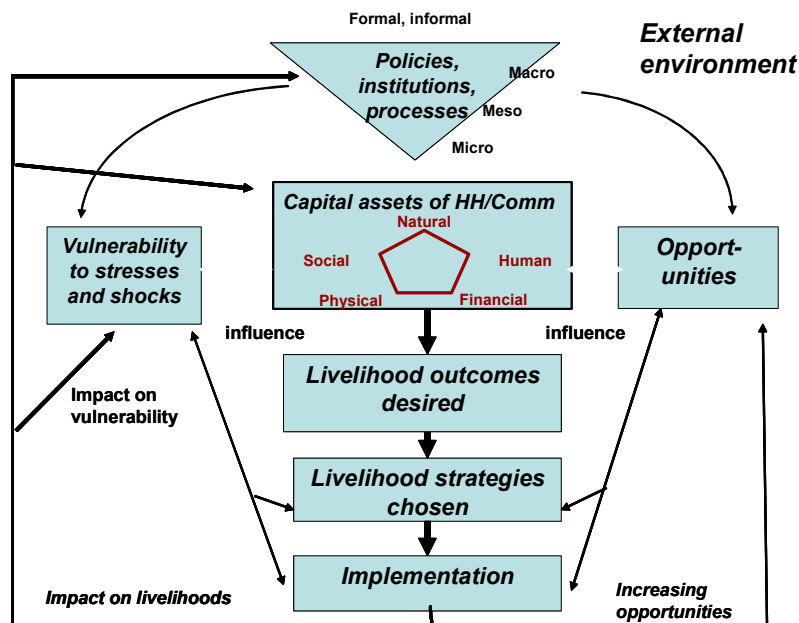 Formal, informal
External
environment
Policies,
institutions,
processes
Macro
Meso
Micro
Capital assets of HH/Comm
Natural
Social
Human
Physical
Financial
Vulnerability
to stresses
and shocks
Opport-
unities
influence
influence
Livelihood outcomes
desired
Impact on
vulnerability
Livelihood strategies
chosen
Implementation
Impact on livelihoods
Increasing
opportunities